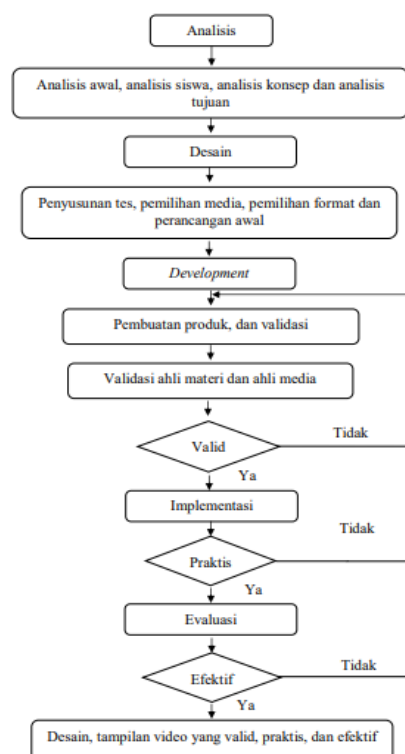 Analisis
Analisis awal, analisis siswa, analisis konsep dan analisis
tujuan
Desain
Penyusunan tes, pemilihan media, pemilihan format dan
perancangan awal
Development
Pembuatan produk, dan validasi
Validasi ahli materi dan ahli media
Valid
Tidak
Ya
Implementasi
Tidak
Praktis
Ya
Evaluasi
Tidak
Efektif
Ya
Desain, tampilan video yang valid, praktis, dan efektif